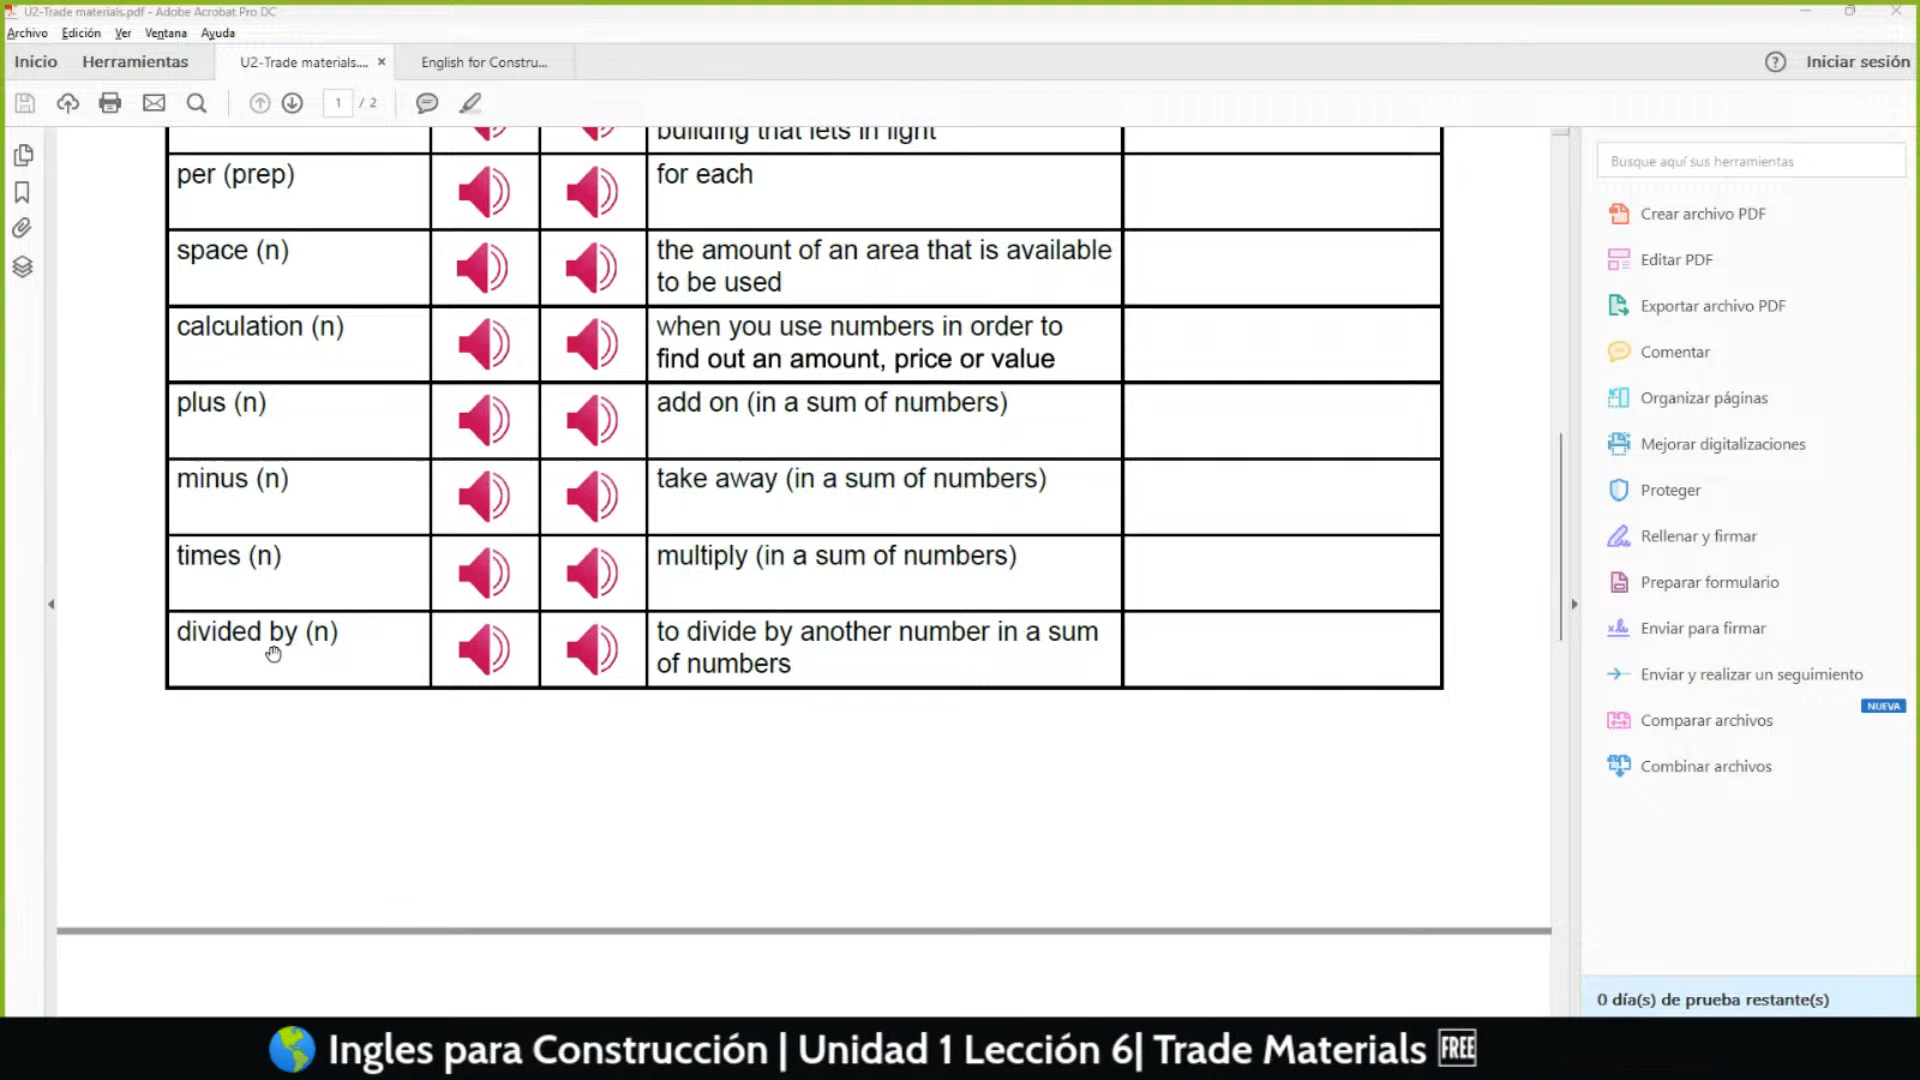 U2-Trade materials.pdf - Adobe Acrobat Pro DC
Archivo Edición Ver Ventana Ayuda
Inicio Herramientas U2-Trade materials.... × English for Constru... ? Iniciar sesión
1 / 2
building that lets in light
per (prep) for each
space (n) the amount of an area that is available
to be used
calculation (n) when you use numbers in order to
find out an amount, price or value
plus (n) add on (in a sum of numbers)
minus (n) take away (in a sum of numbers)
times (n) multiply (in a sum of numbers)
divided by (n) to divide by another number in a sum
of numbers
Busque aquí sus herramientas
Crear archivo PDF
Editar PDF
Exportar archivo PDF
Comentar
Organizar páginas
Mejorar digitalizaciones
Proteger
Rellenar y firmar
Preparar formulario
Enviar para firmar
Enviar y realizar un seguimiento
NUEVA
Comparar archivos
Combinar archivos
0 día(s) de prueba restante(s)
Ingles para Construcción | Unidad 1 Lección 6| Trade Materials FREE